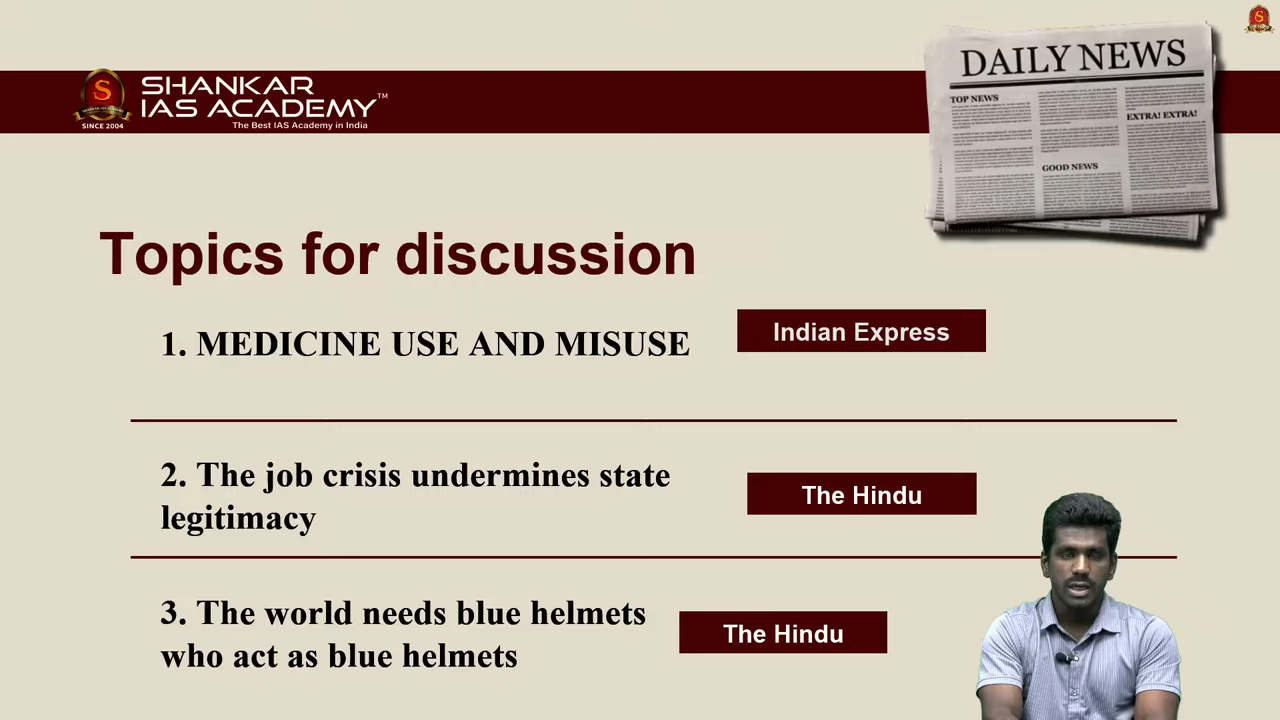 SHANKAR
IAS ACADEMY™
The Best IAS Academy in India
SINCE 2004
DAILY NEWS
TOP NEWS
EXTRA! EXTRA!
GOOD NEWS
Topics for discussion
1. MEDICINE USE AND MISUSE
Indian Express
2. The job crisis undermines state
legitimacy
The Hindu
3. The world needs blue helmets
who act as blue helmets
The Hindu